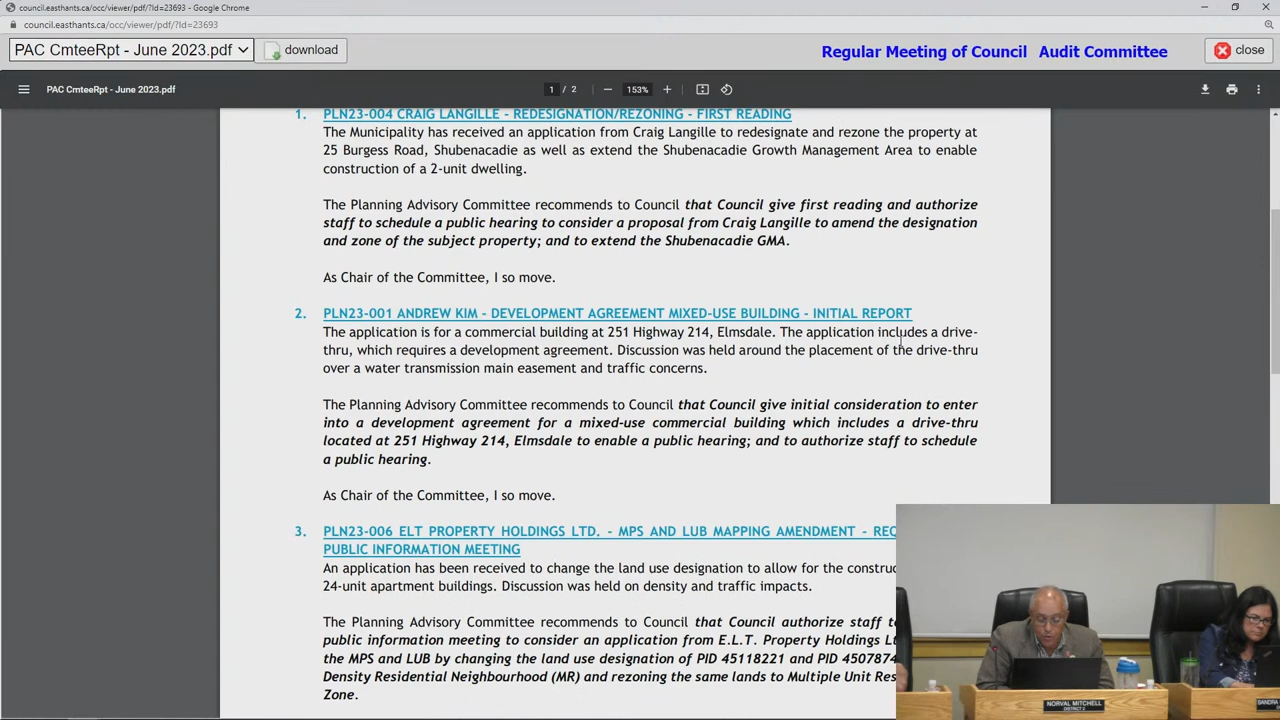 council.easthants.ca/occ/viewer/pdf/?Id=23693 - Google Chrome
council.easthants.ca/occ/viewer/pdf/?Id=23693
PAC CmteeRpt - June 2023.pdf
download
Regular Meeting of Council Audit Committee
close
PAC CmteeRpt - June 2023.pdf
1 / 2
153%
1. PLN23-004 CRAIG LANGILLE - REDESIGNATION/REZONING - FIRST READING
The Municipality has received an application from Craig Langille to redesignate and rezone the property at
25 Burgess Road, Shubenacadie as well as extend the Shubenacadie Growth Management Area to enable
construction of a 2-unit dwelling.
The Planning Advisory Committee recommends to Council that Council give first reading and authorize
staff to schedule a public hearing to consider a proposal from Craig Langille to amend the designation
and zone of the subject property; and to extend the Shubenacadie GMA.
As Chair of the Committee, I so move.
2. PLN23-001 ANDREW KIM - DEVELOPMENT AGREEMENT MIXED-USE BUILDING - INITIAL REPORT
The application is for a commercial building at 251 Highway 214, Elmsdale. The application includes a drive-
thru, which requires a development agreement. Discussion was held around the placement of the drive-thru
over a water transmission main easement and traffic concerns.
The Planning Advisory Committee recommends to Council that Council give initial consideration to enter
into a development agreement for a mixed-use commercial building which includes a drive-thru
located at 251 Highway 214, Elmsdale to enable a public hearing; and to authorize staff to schedule
a public hearing.
As Chair of the Committee, I so move.
3. PLN23-006 ELT PROPERTY HOLDINGS LTD. - MPS AND LUB MAPPING AMENDMENT - REQ
PUBLIC INFORMATION MEETING
An application has been received to change the land use designation to allow for the construc
24-unit apartment buildings. Discussion was held on density and traffic impacts.
The Planning Advisory Committee recommends to Council that Council authorize staff t
public information meeting to consider an application from E.L.T. Property Holdings Lt
the MPS and LUB by changing the land use designation of PID 45118221 and PID 4507874
Density Residential Neighbourhood (MR) and rezoning the same lands to Multiple Unit Res
Zone.
NORVAL MITCHELL